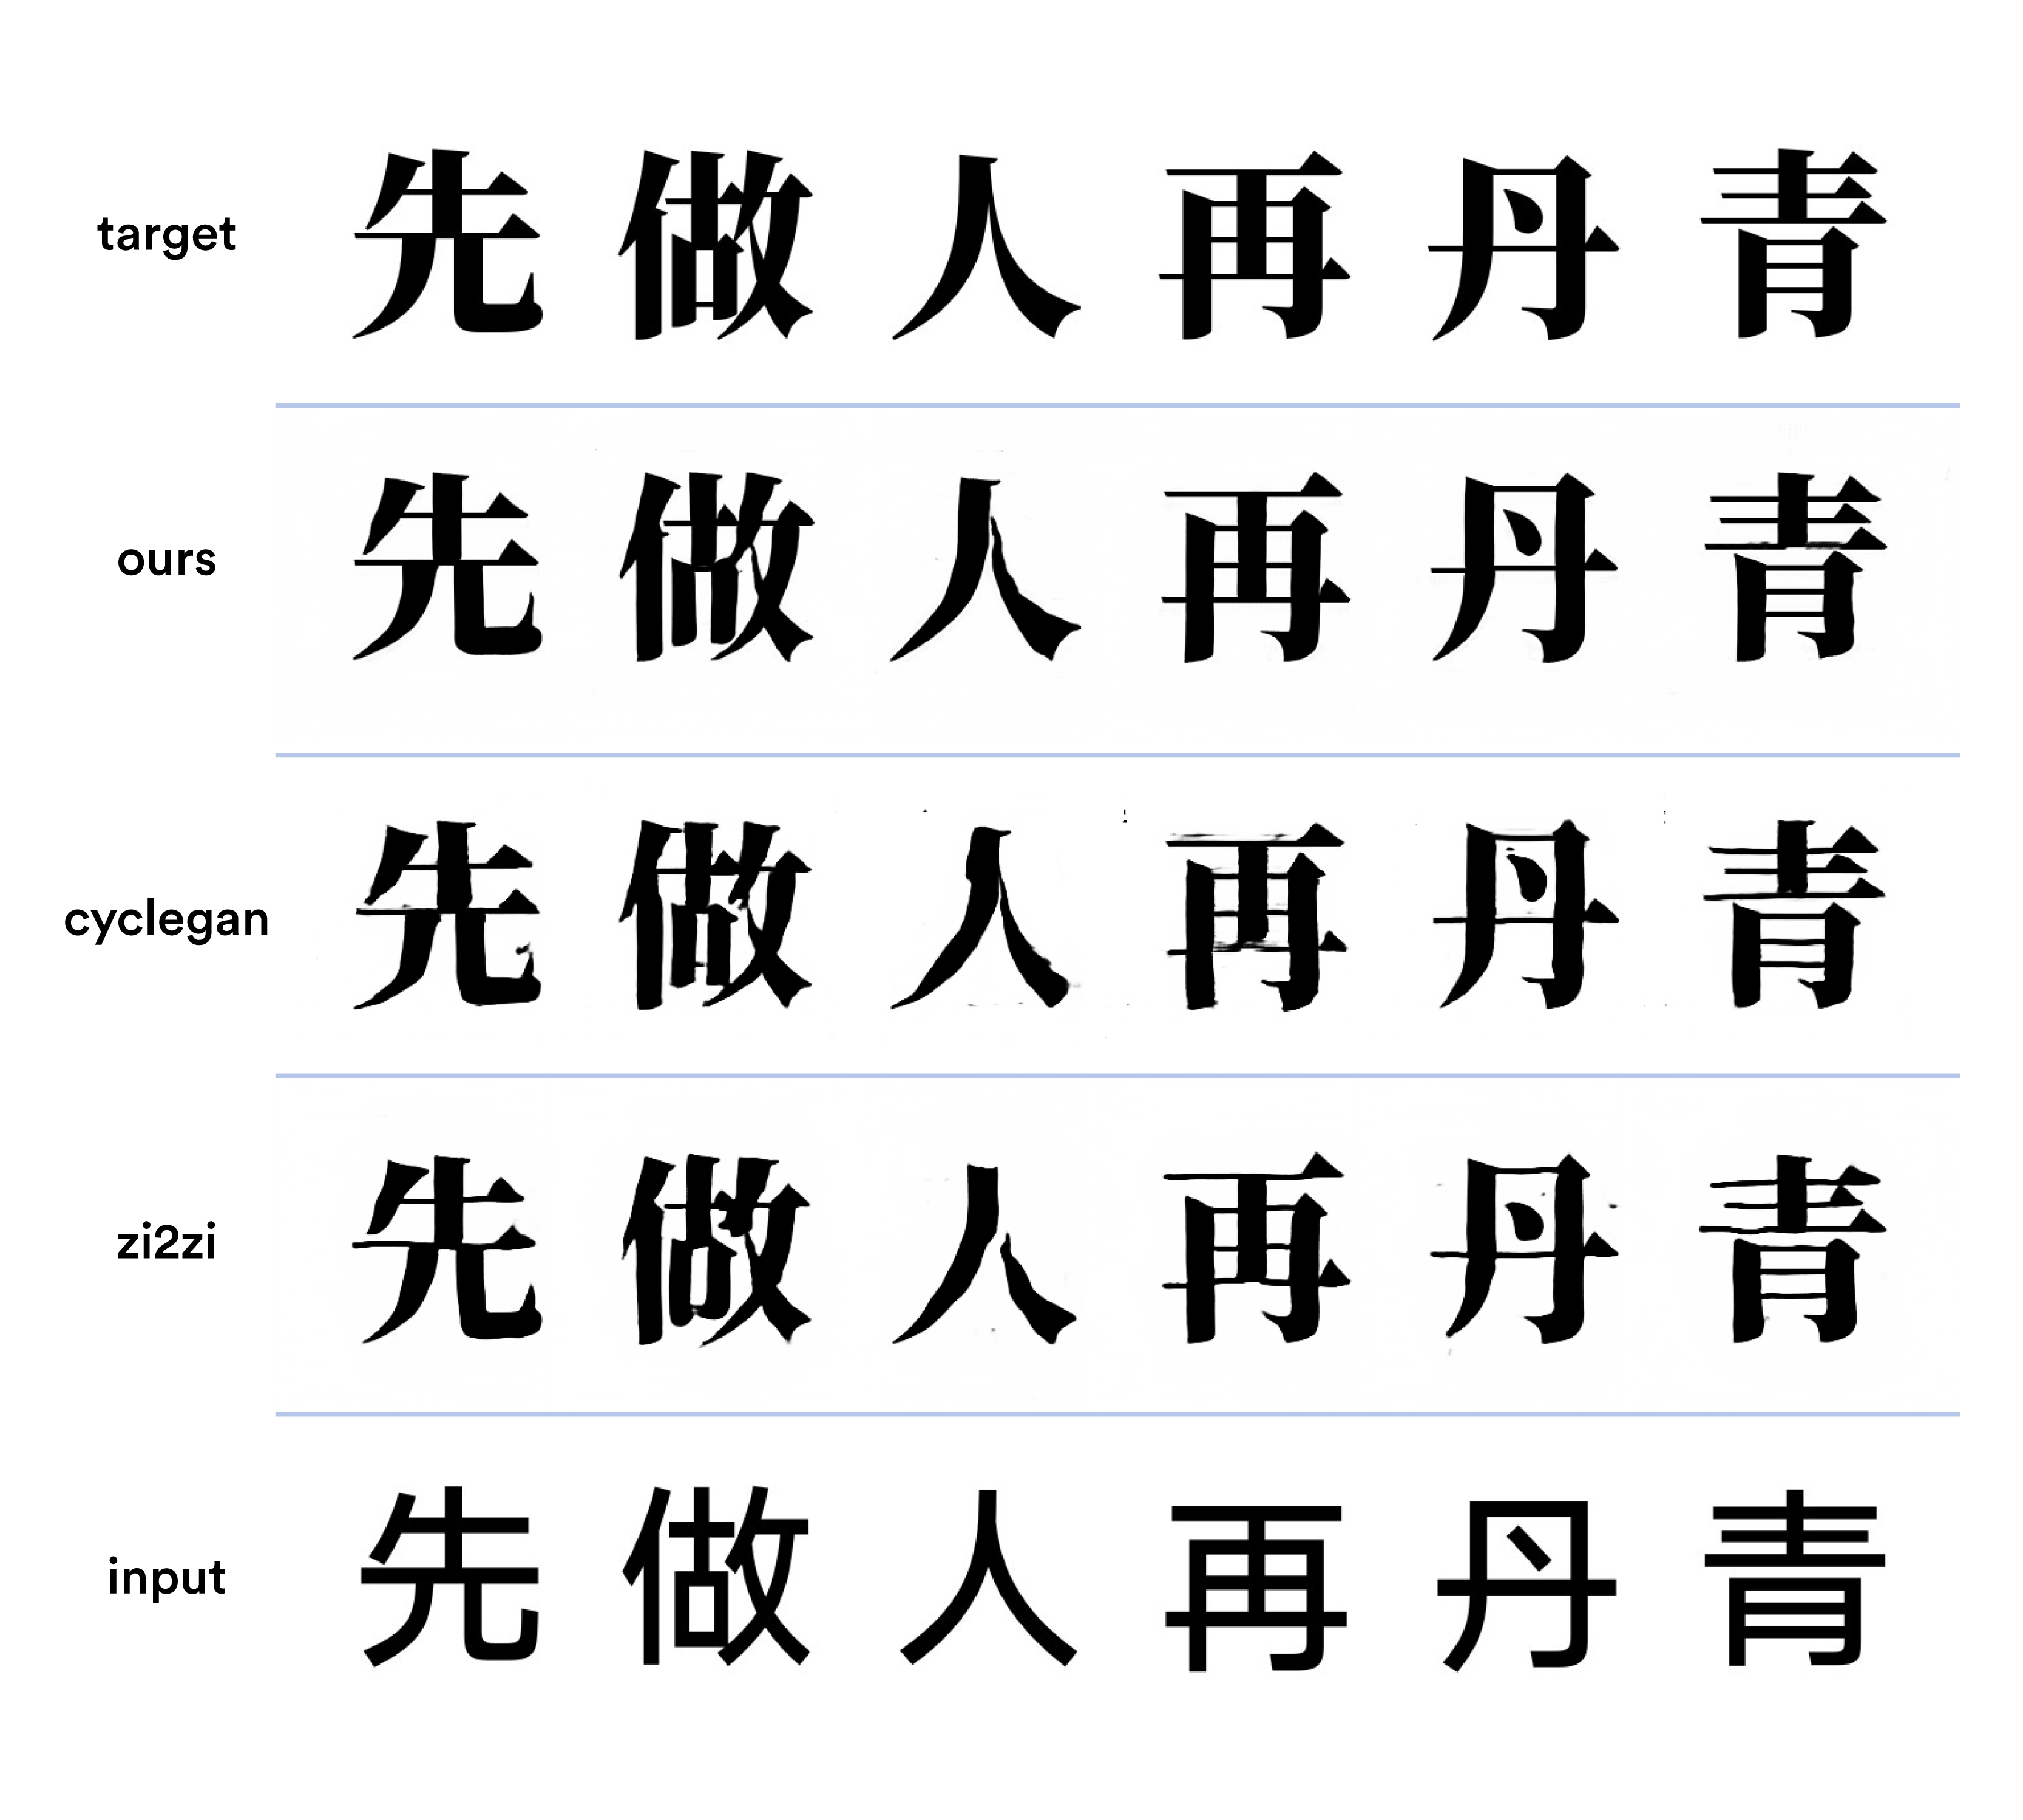 target 先 做 人 再 丹 青
ours 先 做 人 再 丹 青
cyclegan 先 做 人 再 丹 青
zi2zi 先 做 人 再 丹 青
input 先 做 人 再 丹 青